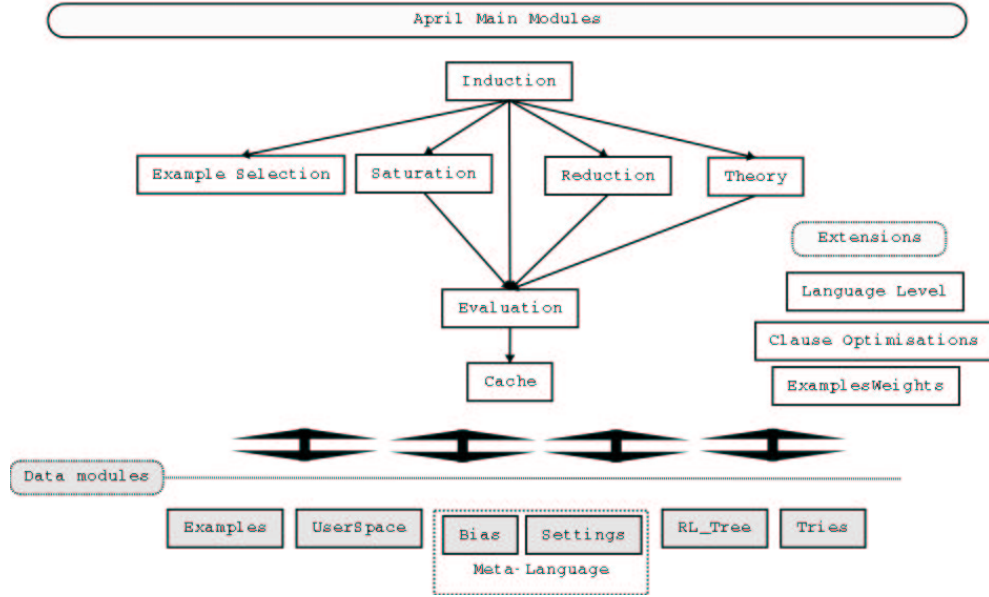 April Main Modules
Induction
Example Selection
Saturation
Reduction
Theory
Extensions
Language Level
Evaluation
Clause Optimisations
Cache
ExamplesWeights
Data modules
Examples
UserSpace
Bias
Settings
RL_Tree
Tries
Meta-Language